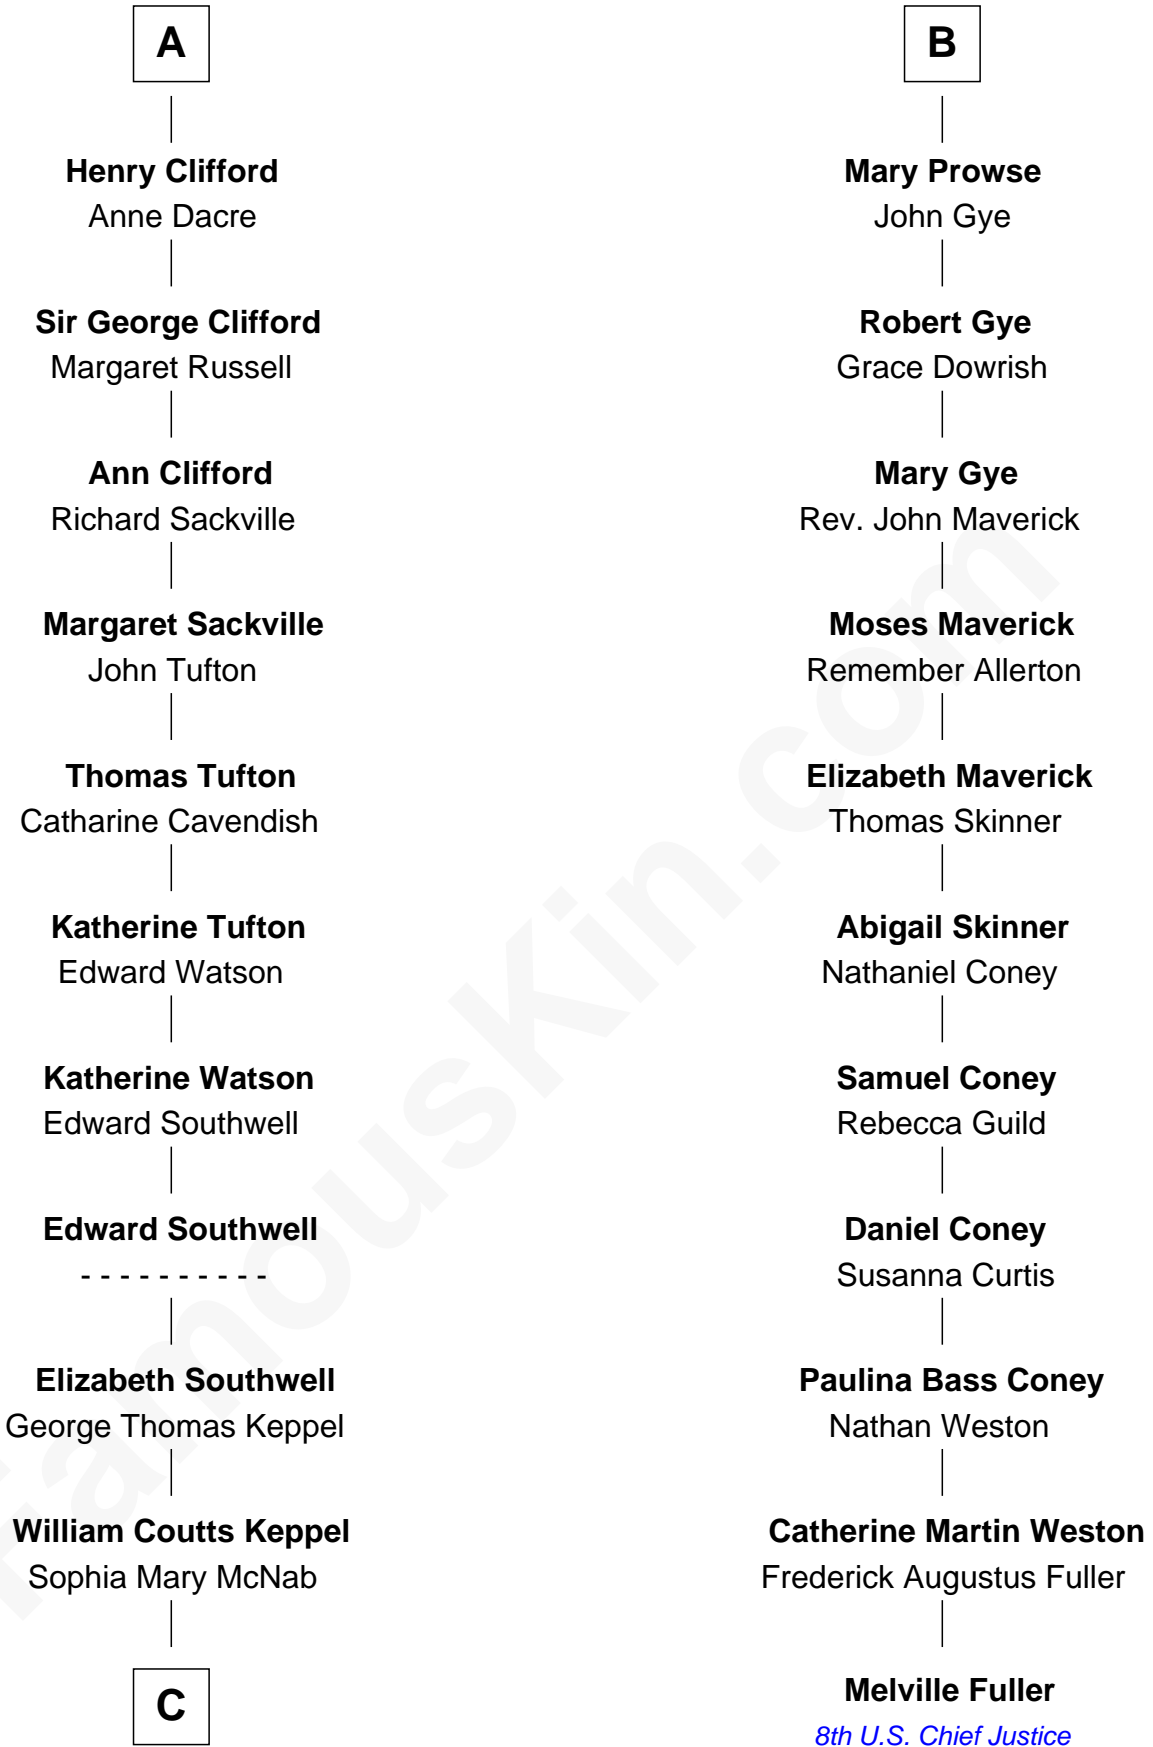 A
Henry Clifford
Anne Dacre
Sir George Clifford
Margaret Russell
Ann Clifford
Richard Sackville
Margaret Sackville
John Tufton
Thomas Tufton
Catharine Cavendish
Katherine Tufton
Edward Watson
Katherine Watson
Edward Southwell
Edward Southwell
- - - - - - - - - -
Elizabeth Southwell
George Thomas Keppel
William Coutts Keppel
Sophia Mary McNab
C
B
Mary Prowse
John Gye
Robert Gye
Grace Dowrish
Mary Gye
Rev. John Maverick
Moses Maverick
Remember Allerton
Elizabeth Maverick
Thomas Skinner
Abigail Skinner
Nathaniel Coney
Samuel Coney
Rebecca Guild
Daniel Coney
Susanna Curtis
Paulina Bass Coney
Nathan Weston
Catherine Martin Weston
Frederick Augustus Fuller
Melville Fuller
8th U.S. Chief Justice
FamousKin.com